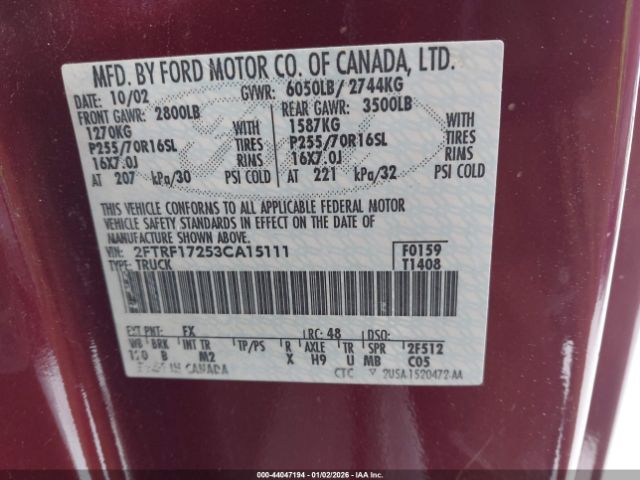 MFD. BY FORD MOTOR CO. OF CANADA, LTD.
DATE: 10/02 GVWR: 6050LB/ 2744KG
FRONT GAWR: 2800LB REAR GAWR: 3500LB
1270KG WITH 1587KG WITH
P255/70R16SL TIRES P255/70R16SL TIRES
16X7.0J RINS 16X7.0J RINS
AT 207 kPa/30 PSI COLD AT 221 kPa/32 PSI COLD
THIS VEHICLE CONFORMS TO ALL APPLICABLE FEDERAL MOTOR
VEHICLE SAFETY STANDARDS IN EFFECT ON THE DATE OF
MANUFACTURE SHOWN ABOVE.
VIN: 2FTRF17253CA15111 F0159
TYPE: TRUCK T1408
EXT PNT: FX RC: 48 DSO:
WB BRK INT TR TP/PS R AXLE TR SPR 2F512
B M2 X H9 U MB C05
IN CANADA CTC 2USA 1520472 AA
000-44047194 - 01/02/2026 - IAAI.COM